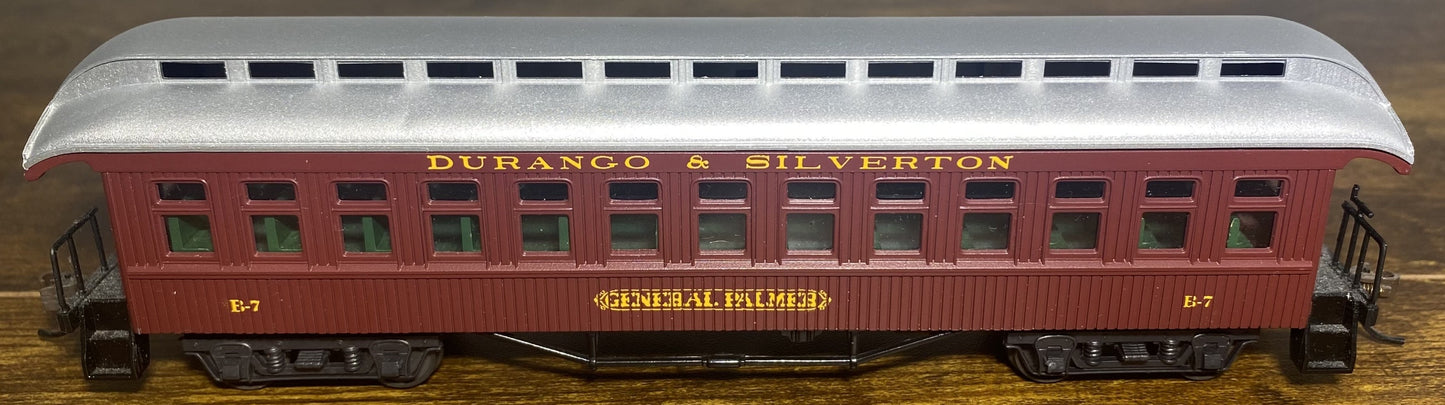 DURANGO & SILVERTON
B-7 GENERAL PALMER B-7